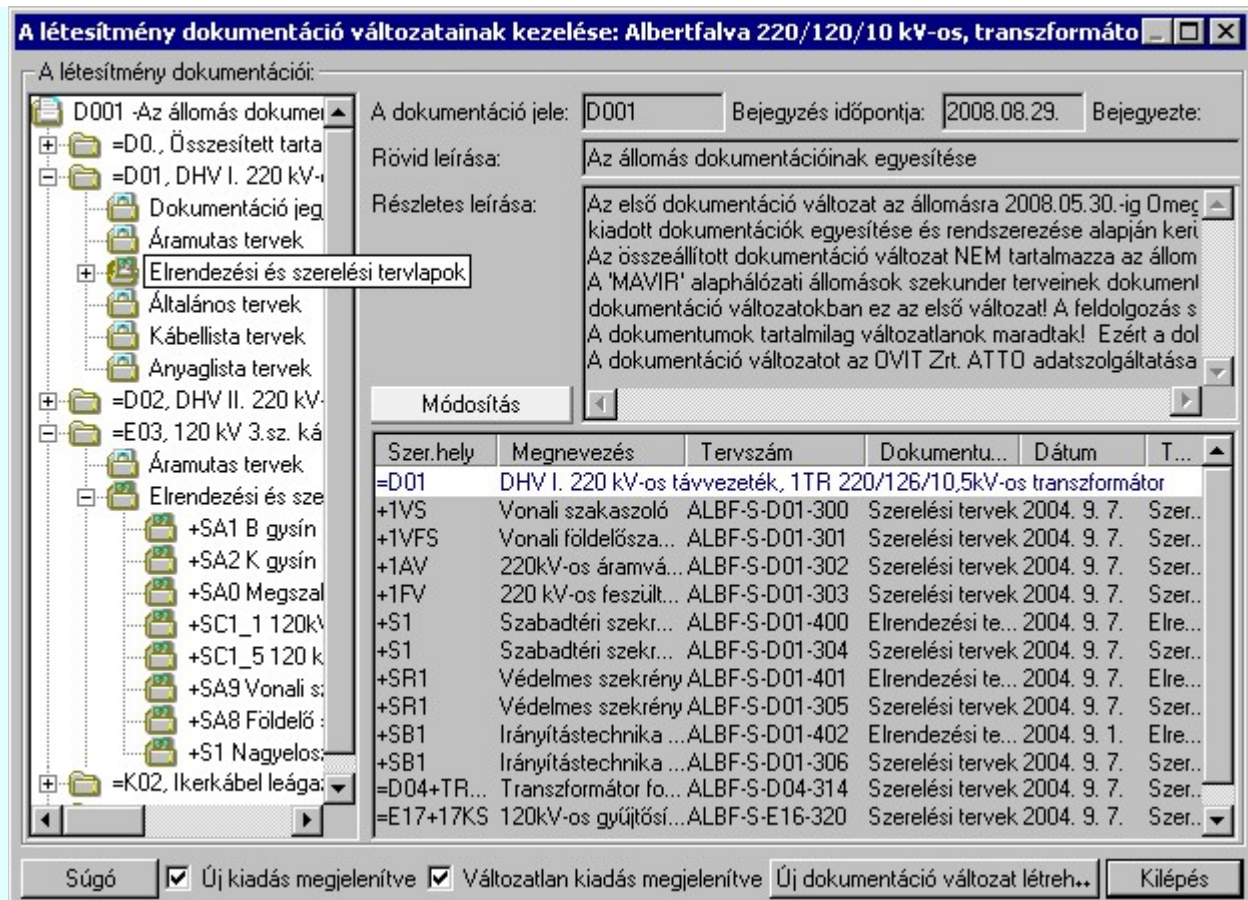 A létesítmény dokumentáció változatainak kezelése: Albertfalva 220/120/10 kV-os, transzformáto
A létesítmény dokumentációi:
D001 -Az állomás dokumei
=D0., Összesített tarta
=D01, DHV I. 220 kV-
Dokumentáció jeg
Áramutas tervek
Elrendezési és szerelési tervlapok
Általános tervek
Kábellista tervek
Anyaglista tervek
=D02, DHV II. 220 kV-
=E03, 120 kV 3.sz. ká
Áramutas tervek
Elrendezési és sze
+SA1 B gysín
+SA2 K gysín
+SA0 Megszal
+SC1_1 120k
+SC1_5 120 k
+SA9 Vonali s
+SA8 Földelő
+S1 Nagyelos
=K02, Ikerkábel leága
A dokumentáció jele: D001 Bejegyzés időpontja: 2008.08.29. Bejegyezte:
Rövid leírása: Az állomás dokumentációinak egyesítése
Részletes leírása:
Az első dokumentáció változat az állomásra 2008.05.30.-ig Omeg
kiadott dokumentációk egyesítése és rendszerezése alapján kerü
Az összeállított dokumentáció változat NEM tartalmazza az állom
A 'MAVIR' alaphálózati állomások szekunder terveinek dokument
dokumentáció változatokban ez az első változat! A feldolgozás s
A dokumentumok tartalmilag változatlanok maradtak! Ezért a dol
A dokumentáció változatot az OVIT Zrt. ATTO adatszolgáltatása
Módosítás
Szer.hely Megnevezés Tervszám Dokumentu... Dátum T...
=D01 DHV I. 220 kV-os távvezeték, 1TR 220/126/10,5kV-os transzformátor
+1VS Vonali szakaszoló ALBF-S-D01-300 Szerelési tervek 2004. 9. 7. Szer...
+1VFS Vonali földelősza... ALBF-S-D01-301 Szerelési tervek 2004. 9. 7. Szer...
+1AV 220kV-os áramvá... ALBF-S-D01-302 Szerelési tervek 2004. 9. 7. Szer...
+1FV 220 kV-os feszült... ALBF-S-D01-303 Szerelési tervek 2004. 9. 7. Szer...
+S1 Szabadtéri szekr... ALBF-S-D01-400 Elrendezési te... 2004. 9. 7. Elre...
+S1 Szabadtéri szekr... ALBF-S-D01-304 Szerelési tervek 2004. 9. 7. Szer...
+SR1 Védelmes szekrény ALBF-S-D01-401 Elrendezési te... 2004. 9. 7. Elre...
+SR1 Védelmes szekrény ALBF-S-D01-305 Szerelési tervek 2004. 9. 7. Szer...
+SB1 Irányítástechnika ... ALBF-S-D01-402 Elrendezési te... 2004. 9. 1. Elre...
+SB1 Irányítástechnika ... ALBF-S-D01-306 Szerelési tervek 2004. 9. 7. Szer...
=D04+TR... Transzformátor fo... ALBF-S-D04-314 Szerelési tervek 2004. 9. 7. Szer...
=E17+17KS 120kV-os gyűjtősí... ALBF-S-E16-320 Szerelési tervek 2004. 9. 7. Szer...
Súgó Új kiadás megjelenítve Változatlan kiadás megjelenítve Új dokumentáció változat létreh.. Kilépés